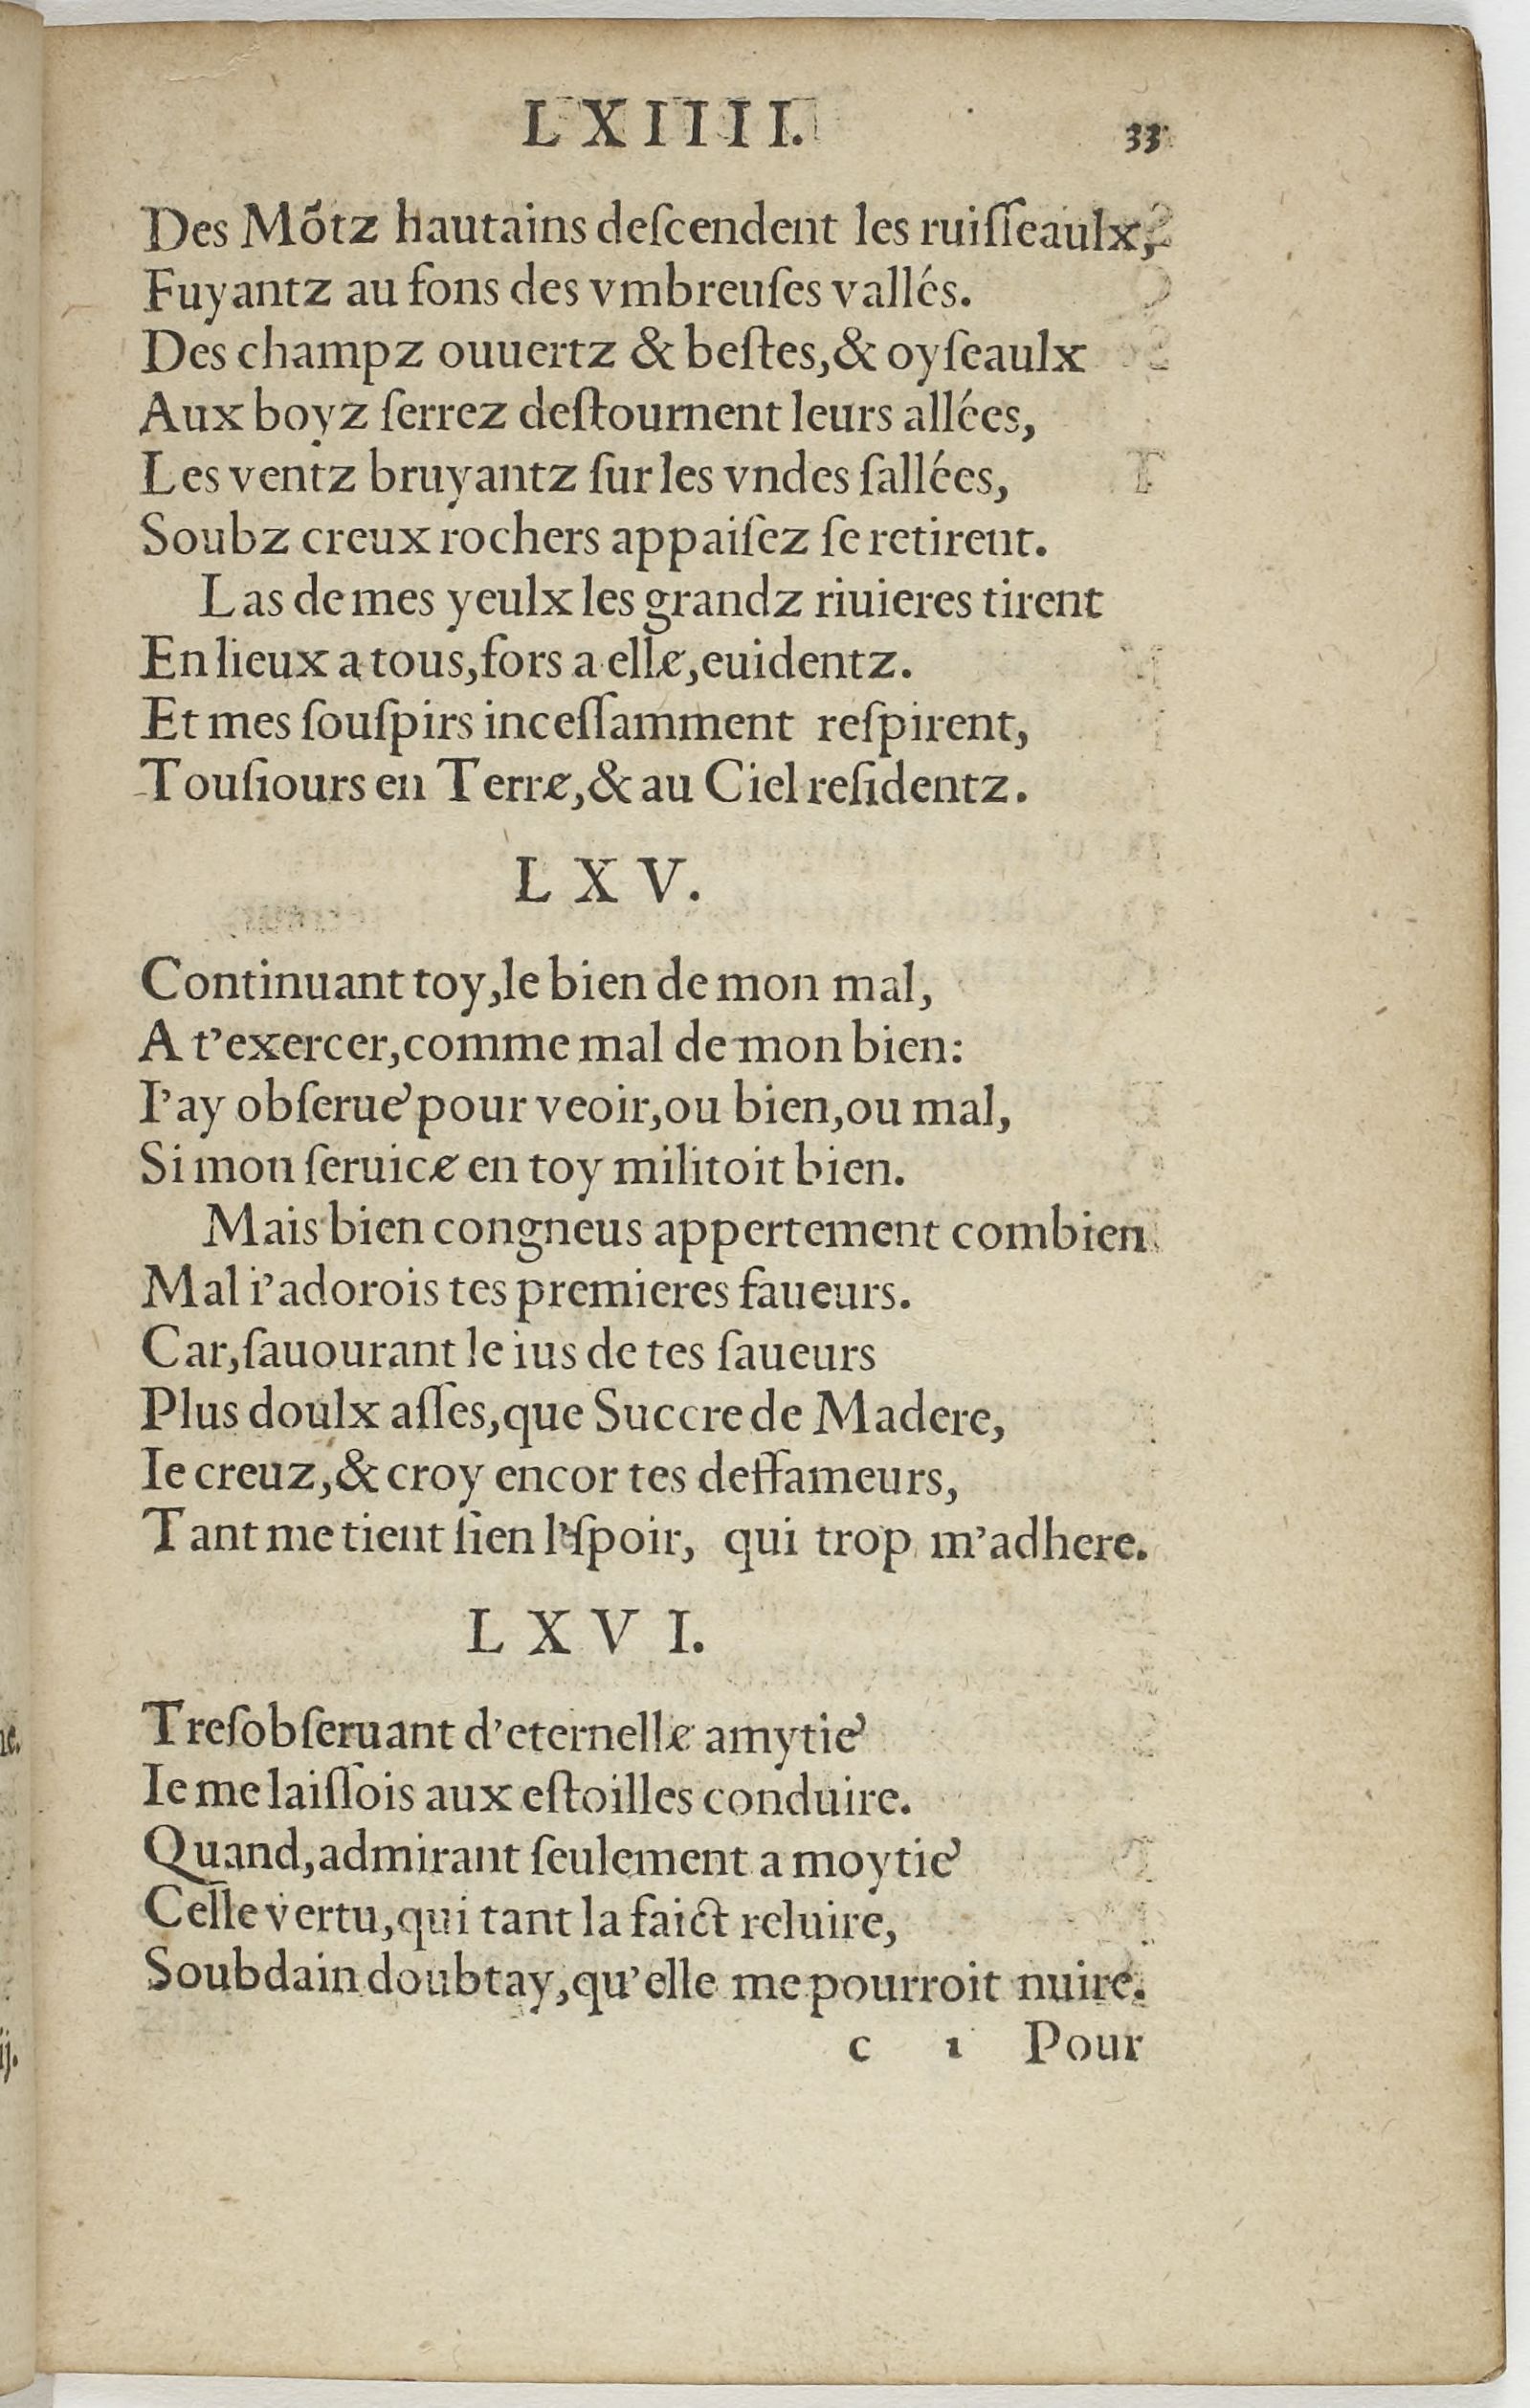 LXIIII. 33
Des Mõtz hautains deſcendent les ruiſſeaulx,
Fuyantz au fons des vmbreuſes vallés.
Des champz ouuertz & beſtes,& oyſeaulx
Aux boyz ſerrez deſtournent leurs allées,
Les ventz bruyantz ſur les vndes ſallées,
Soubz creux rochers appaiſez ſe retirent.
Las de mes yeulx les grandz riuieres tirent
En lieux a tous,fors a elle,euidentz.
Et mes ſouſpirs inceſſamment reſpirent,
Touſiours en Terre,& au Ciel reſidentz.
LXV.
Continuant toy,le bien de mon mal,
A t'exercer,comme mal de mon bien:
I'ay obſerué pour veoir,ou bien,ou mal,
Si mon ſeruice en toy militoit bien.
Mais bien congneus appertement combien
Mal i'adorois tes premieres faueurs.
Car,ſauourant le ius de tes ſaueurs
Plus doulx aſſes,que Succre de Madere,
Ie creuz,& croy encor tes deffameurs,
Tant me tient ſien l'eſpoir, qui trop m'adhere.
LXVI.
Treſobſeruant d'eternelle amytié
Ie me laiſſois aux eſtoilles conduire.
Quand,admirant ſeulement a moytié
Celle vertu,qui tant la faict reluire,
Soubdain doubtay,qu'elle me pourroit nuire.
c 1 Pour